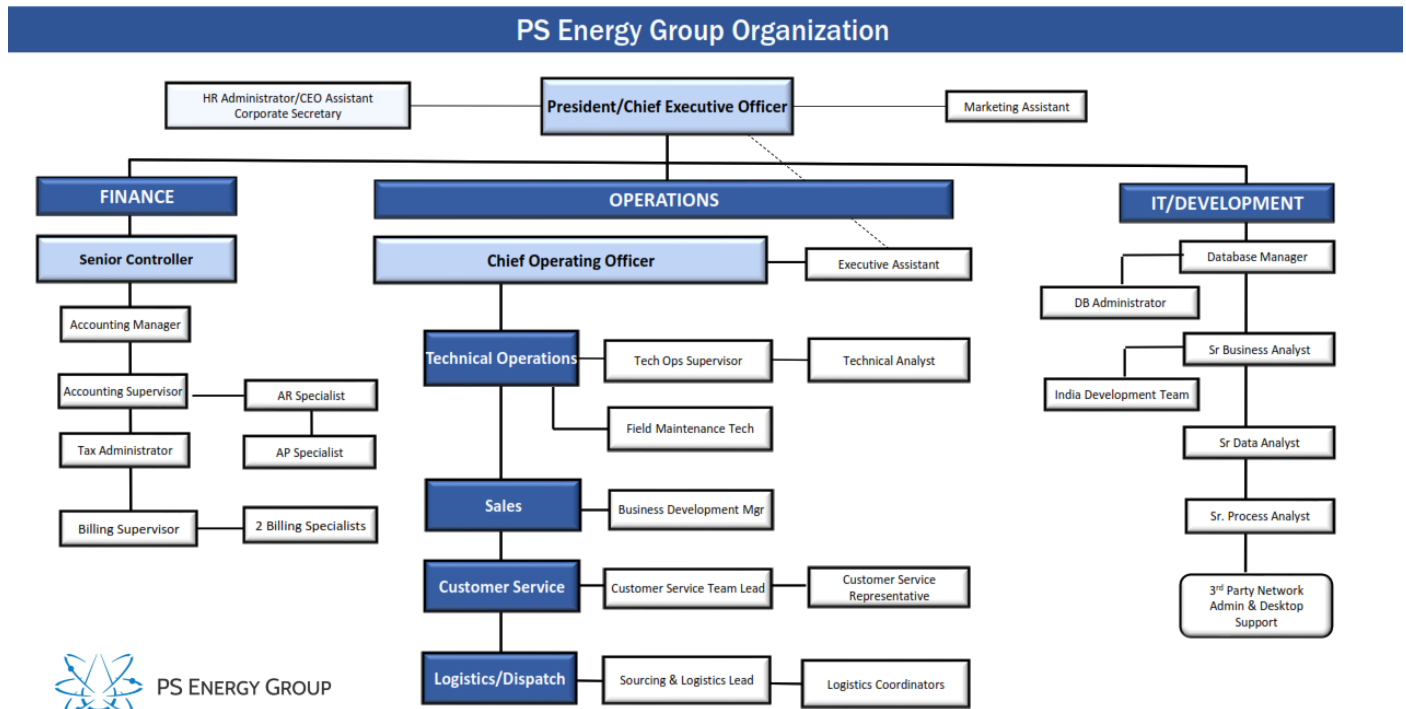 PS Energy Group Organization
HR Administrator/CEO Assistant
Corporate Secretary
President/Chief Executive Officer
Marketing Assistant
FINANCE
OPERATIONS
IT/DEVELOPMENT
Senior Controller
Chief Operating Officer
Executive Assistant
Database Manager
DB Administrator
Accounting Manager
Technical Operations
Tech Ops Supervisor
Technical Analyst
Sr Business Analyst
Accounting Supervisor
AR Specialist
India Development Team
Field Maintenance Tech
Tax Administrator
AP Specialist
Sr Data Analyst
Sales
Business Development Mgr
Billing Supervisor
2 Billing Specialists
Sr. Process Analyst
Customer Service
Customer Service Team Lead
Customer Service
Representative
3rd Party Network
Admin & Desktop
Support
Logistics/Dispatch
Sourcing & Logistics Lead
Logistics Coordinators
PS ENERGY GROUP